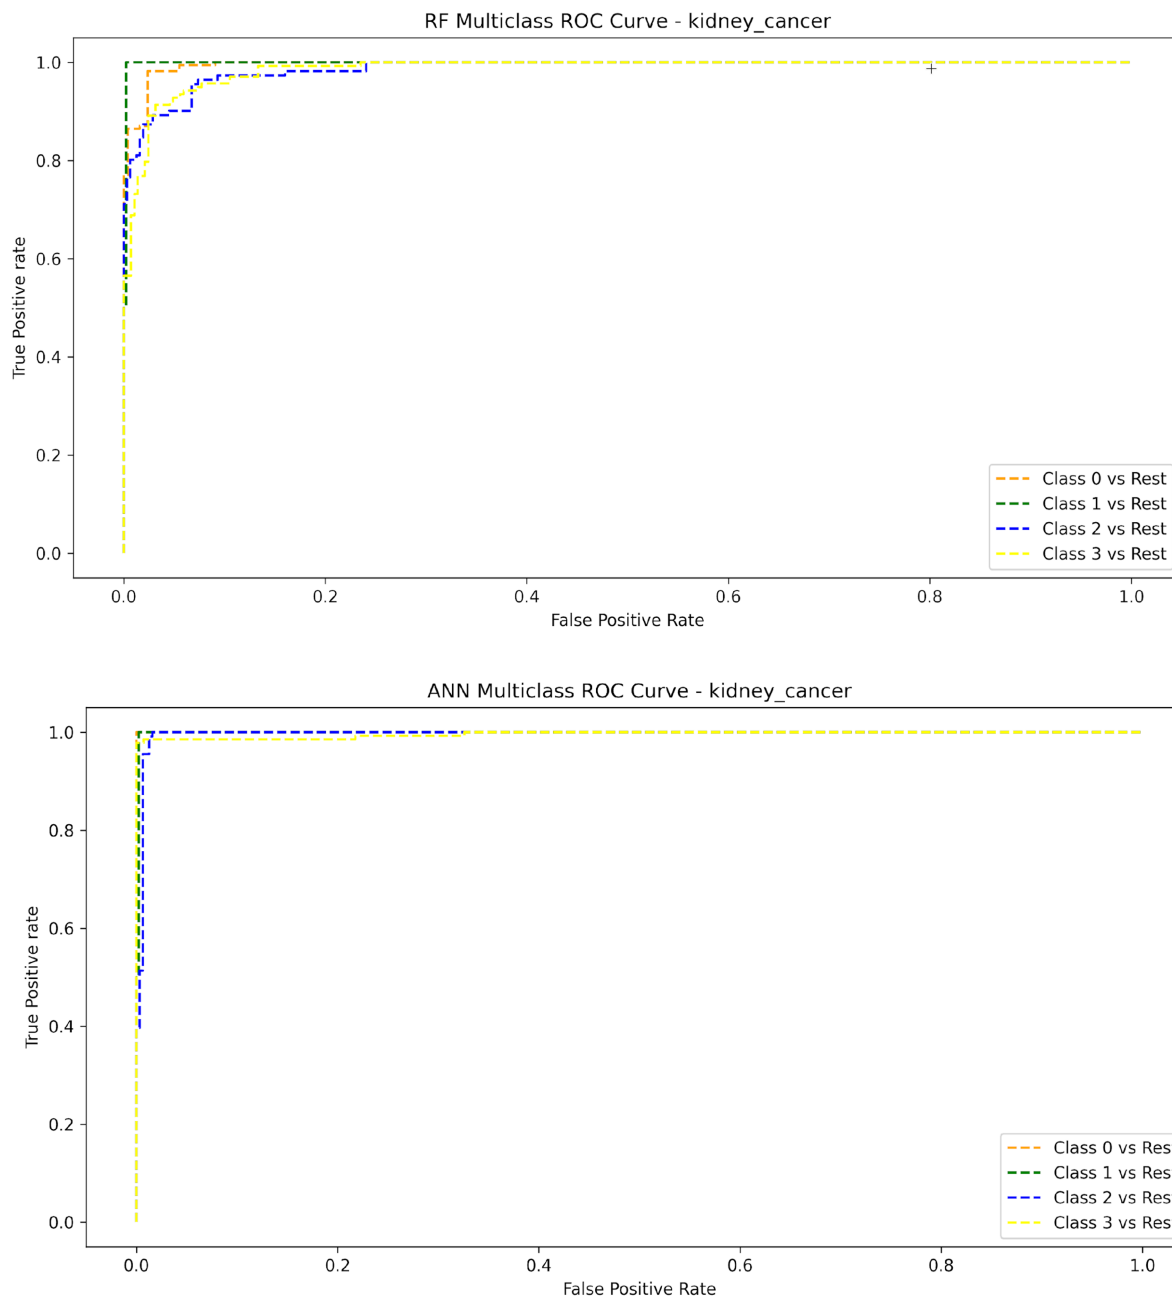 RF Multiclass ROC Curve - kidney_cancer
1.0
0.8
0.6
0.4
0.2
0.0
True Positive rate
Class 0 vs Rest
Class 1 vs Rest
Class 2 vs Rest
Class 3 vs Rest
0.0 0.2 0.4 0.6 0.8 1.0
False Positive Rate
ANN Multiclass ROC Curve - kidney_cancer
1.0
0.8
0.6
0.4
0.2
0.0
True Positive rate
Class 0 vs Res
Class 1 vs Res
Class 2 vs Res
Class 3 vs Res
0.0 0.2 0.4 0.6 0.8 1.0
False Positive Rate